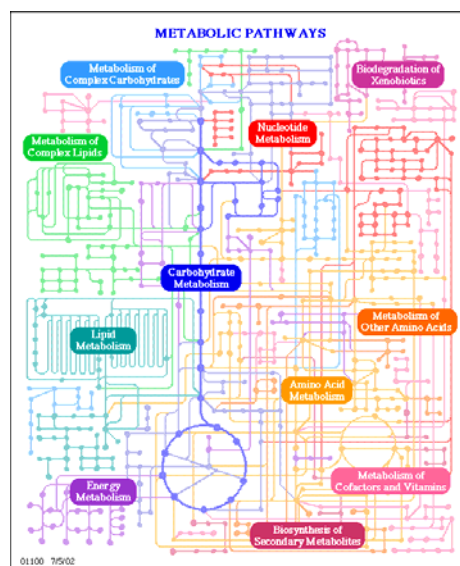 METABOLIC PATHWAYS
Metabolism of
Complex Carbohydrates
Biodegradation of
Xenobiotics
Nucleotide
Metabolism
Metabolism of
Complex Lipids
Carbohydrate
Metabolism
Metabolism of
Other Amino Acids
Lipid
Metabolism
Amino Acid
Metabolism
Metabolism of
Cofactors and Vitamins
Energy
Metabolism
Biosynthesis of
Secondary Metabolites
01100 7/5/02